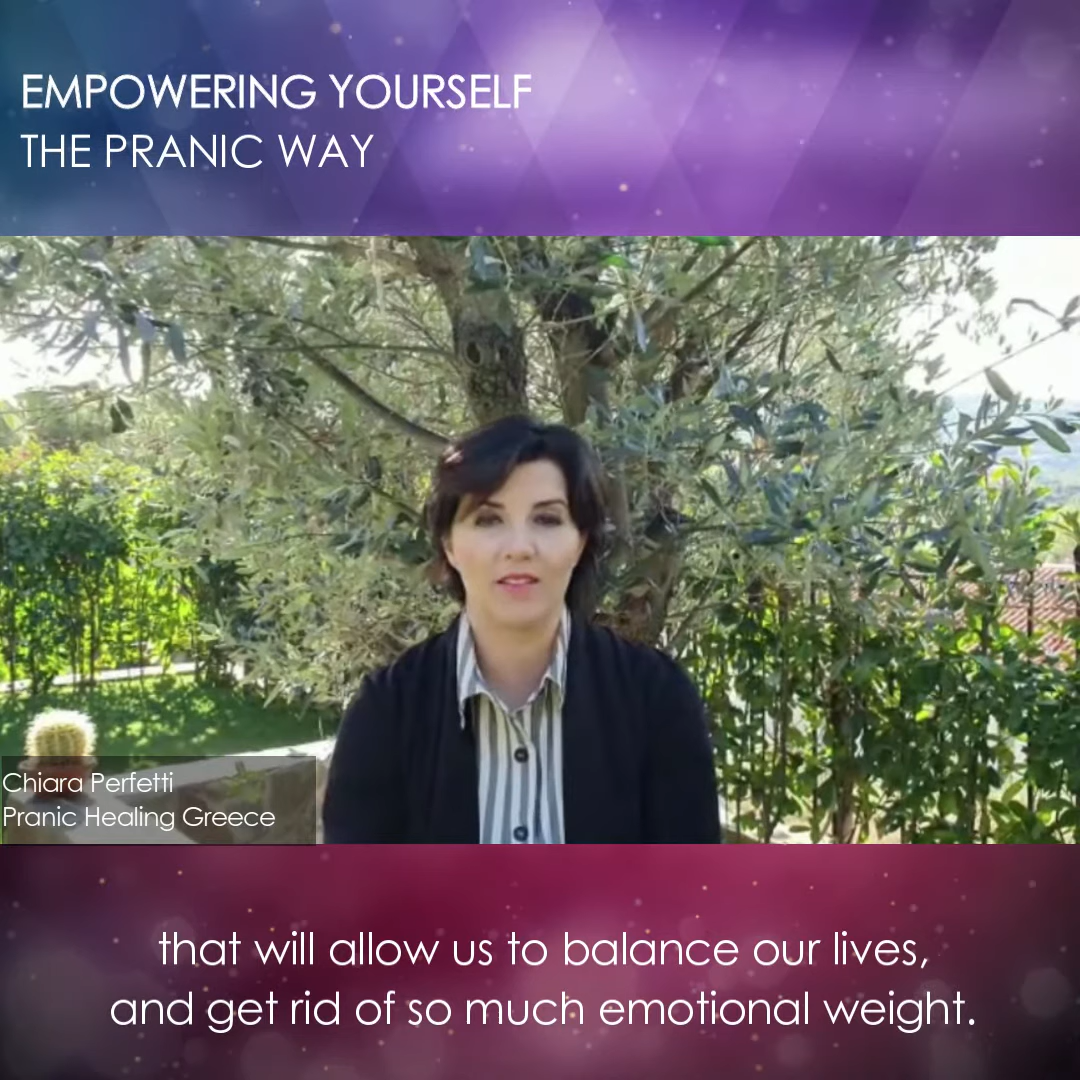 EMPOWERING YOURSELF
THE PRANIC WAY
Chiara Perfetti
Pranic Healing Greece
that will allow us to balance our lives,
and get rid of so much emotional weight.